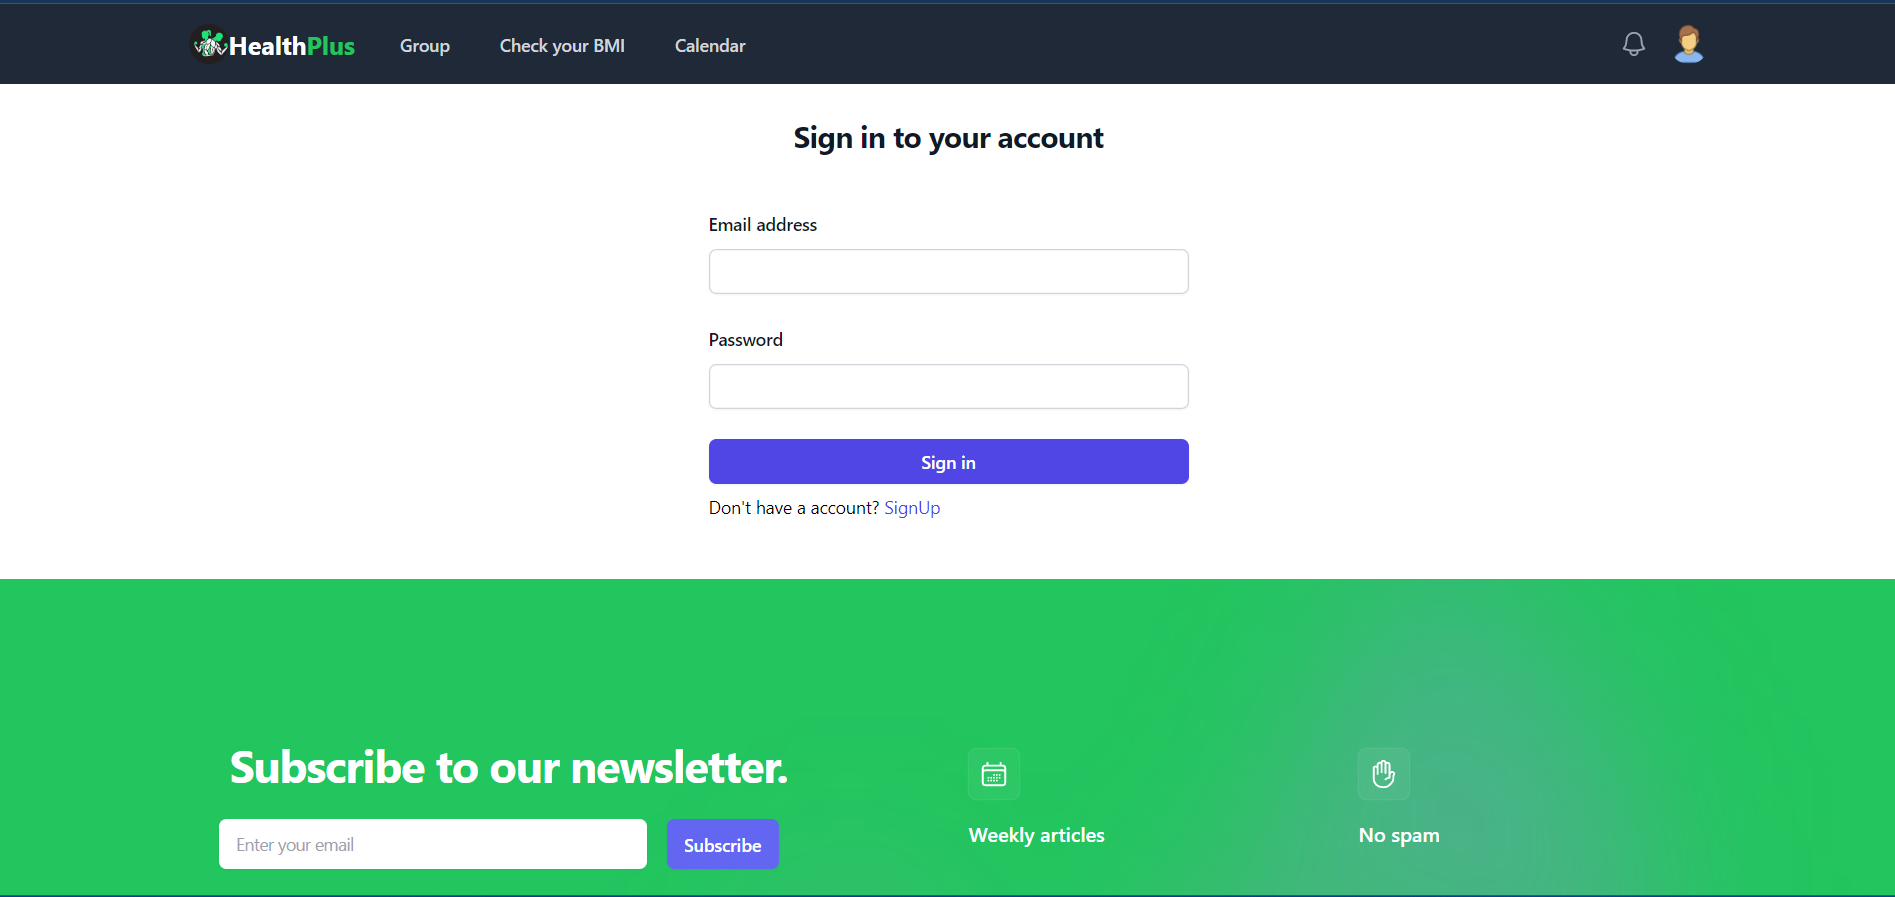 HealthPlus Group Check your BMI Calendar
Sign in to your account
Email address
Password
Sign in
Don't have a account? SignUp
Subscribe to our newsletter.
Enter your email Subscribe
Weekly articles
No spam